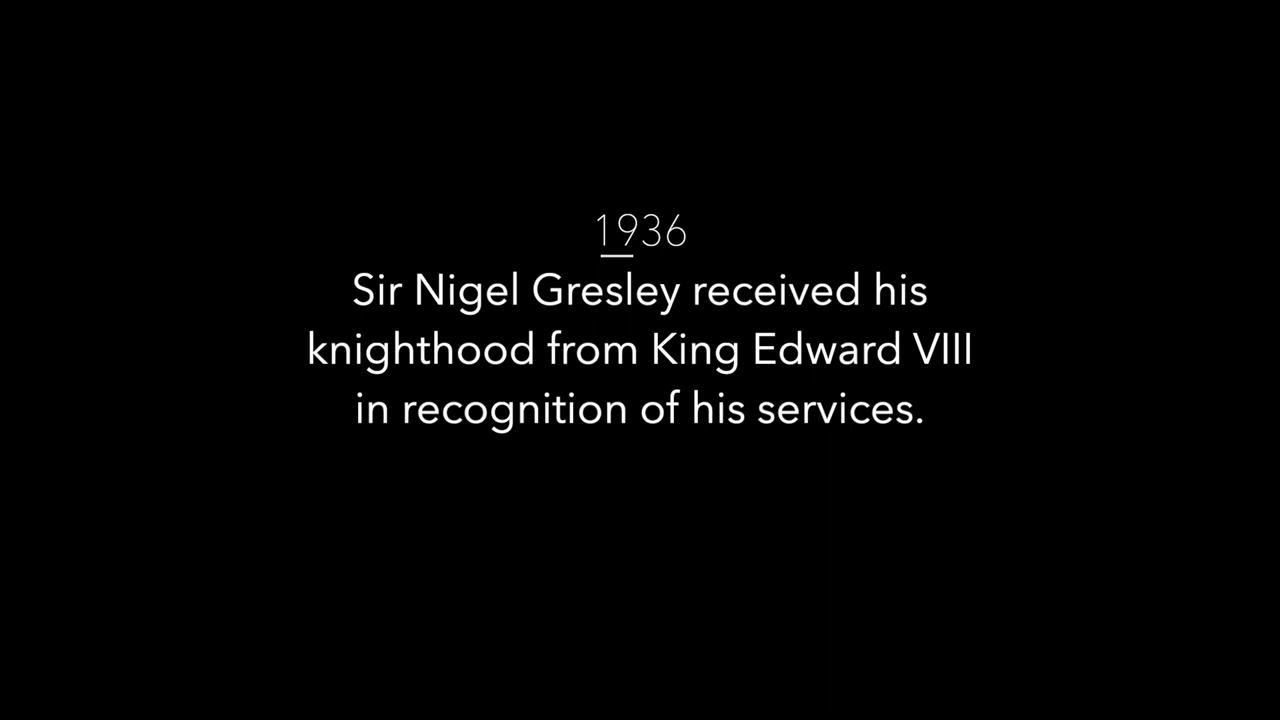 1936
Sir Nigel Gresley received his
knighthood from King Edward VIII
in recognition of his services.